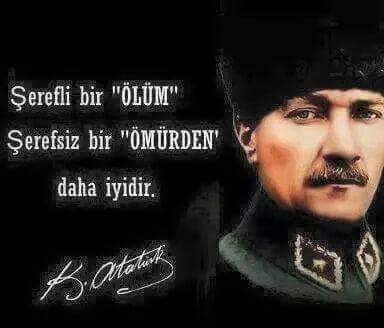 Şerefli bir "ÖLÜM"
Şerefsiz bir "ÖMÜRDEN'
daha iyidir.
K. Atatürk